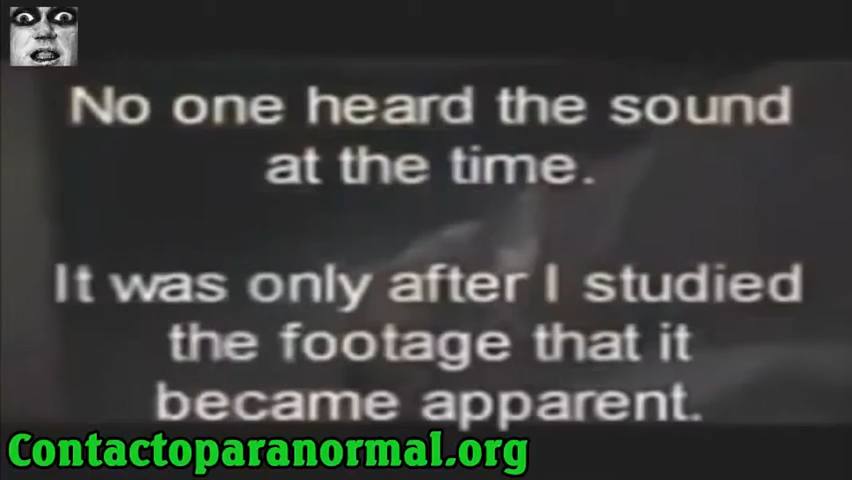 No one heard the sound
at the time.
It was only after I studied
the footage that it
became apparent.
Contactoparanormal.org